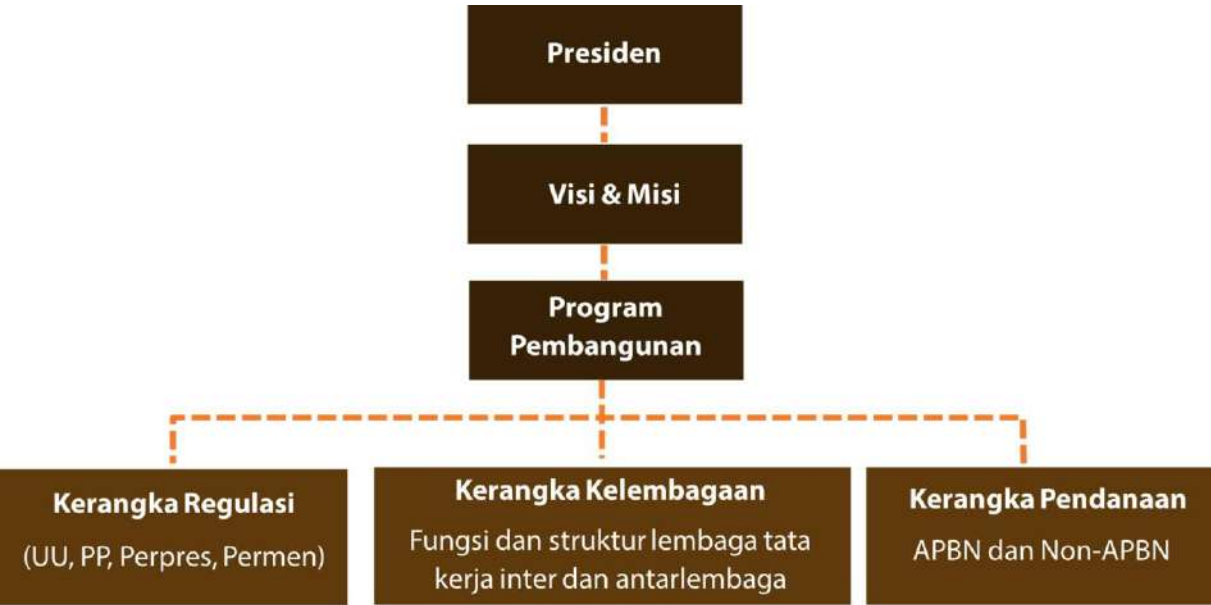 Presiden
Visi & Misi
Program
Pembangunan
Kerangka Regulasi
(UU, PP, Perpres, Permen)
Kerangka Kelembagaan
Fungsi dan struktur lembaga tata
kerja inter dan antarlembaga
Kerangka Pendanaan
APBN dan Non-APBN